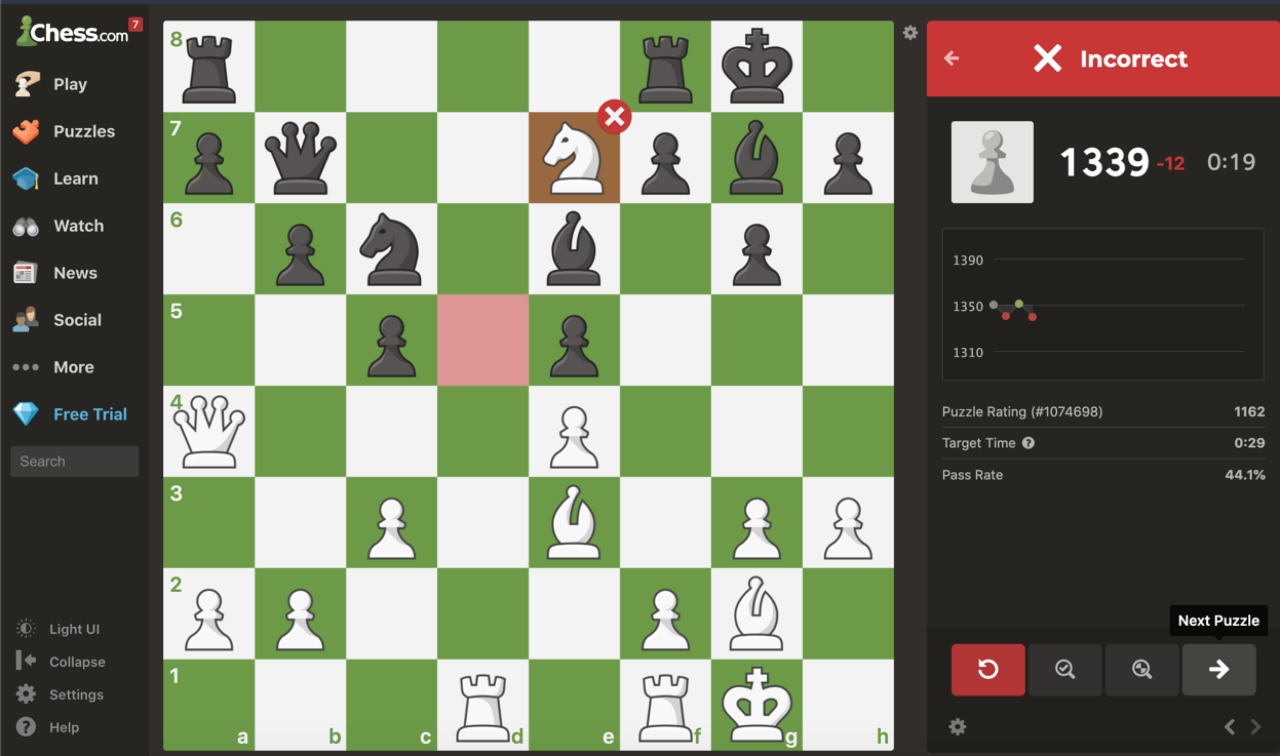 Chess.com
7
Play
Puzzles
Learn
Watch
News
Social
More
Free Trial
Search
Light UI
Collapse
Settings
Help
8
7
6
5
4
3
2
1
a
b
c
d
e
f
g
h
Incorrect
1339 -12 0:19
1390
1350
1310
Puzzle Rating (#1074698) 1162
Target Time ? 0:29
Pass Rate 44.1%
Next Puzzle